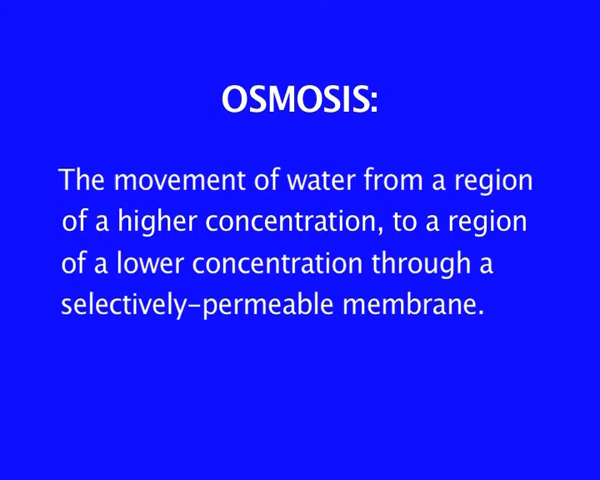 OSMOSIS:
The movement of water from a region
of a higher concentration, to a region
of a lower concentration through a
selectively-permeable membrane.